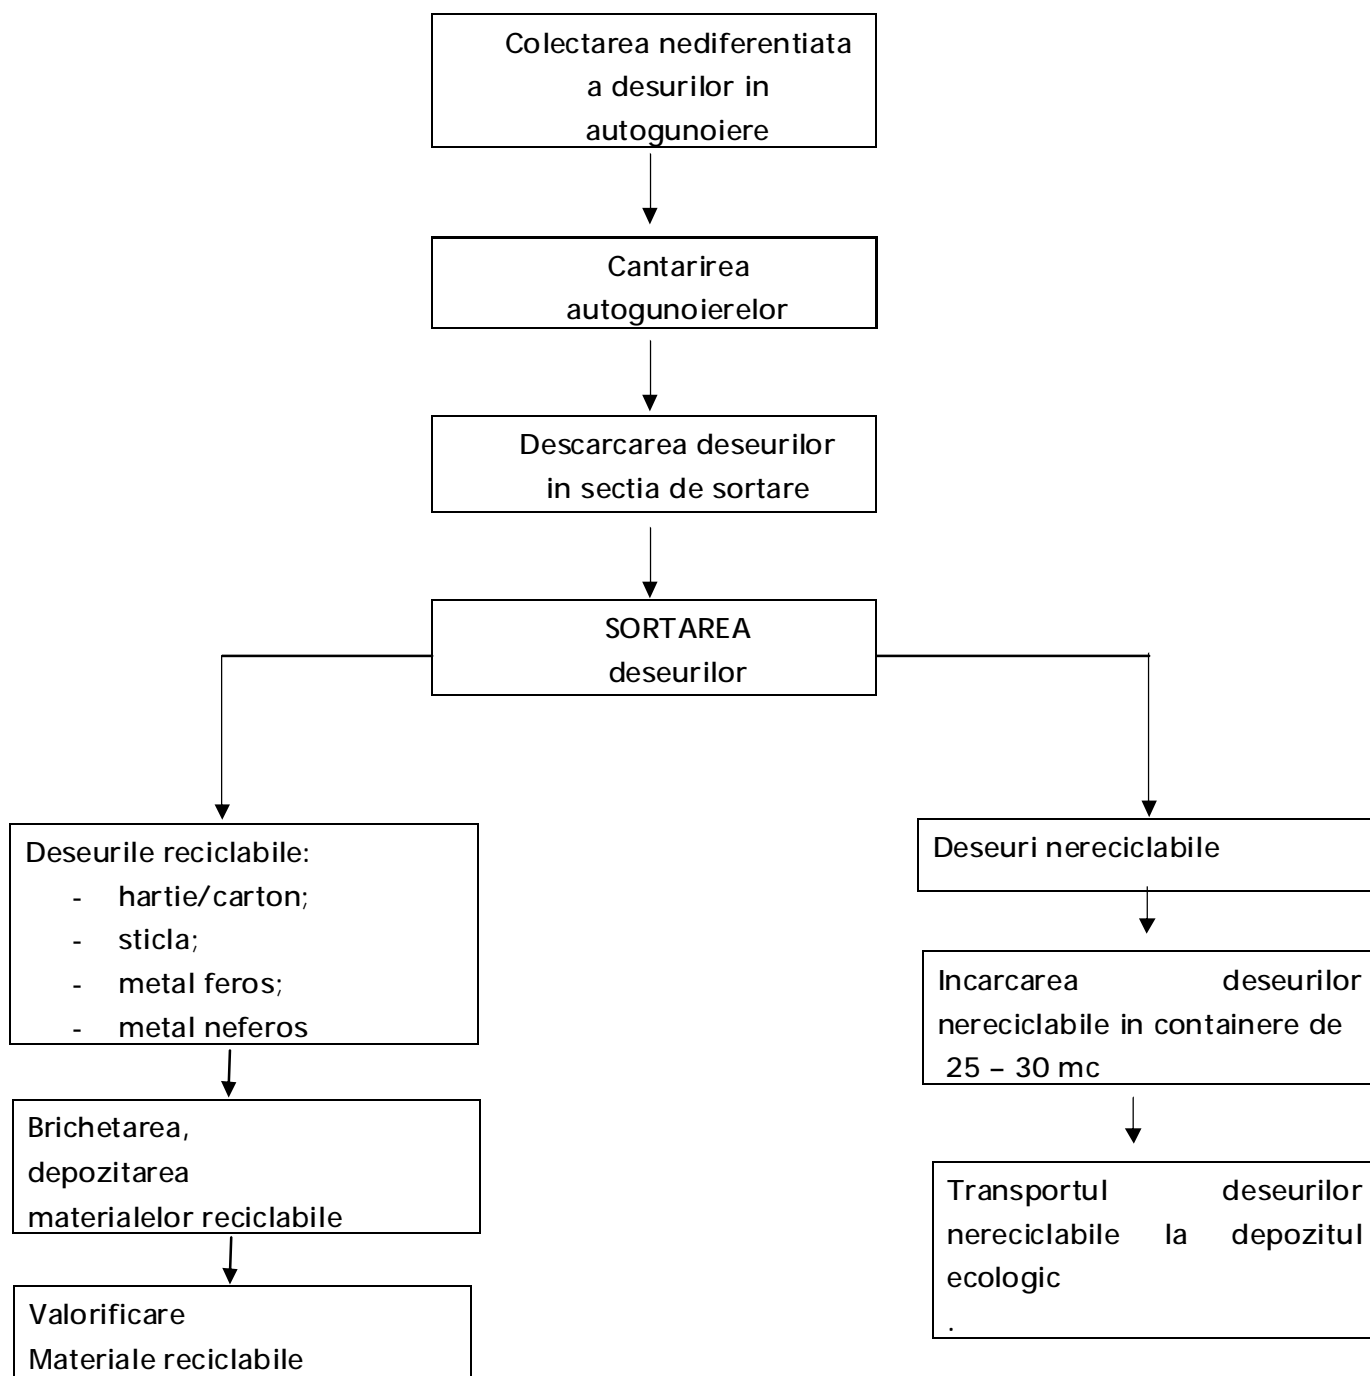 Colectarea nediferentiata
a desurilor in
autogunoiere
Cantarirea
autogunoierelor
Descarcarea deseurilor
in sectia de sortare
SORTAREA
deseurilor
Deseurile reciclabile:
- hartie/carton;
- sticla;
- metal feros;
- metal neferos
Brichetarea,
depozitarea
materialelor reciclabile
Valorificare
Materiale reciclabile
Deseuri nereciclabile
Incarcarea deseurilor
nereciclabile in containere de
25 – 30 mc
Transportul deseurilor
nereciclabile la depozitul
ecologic
.